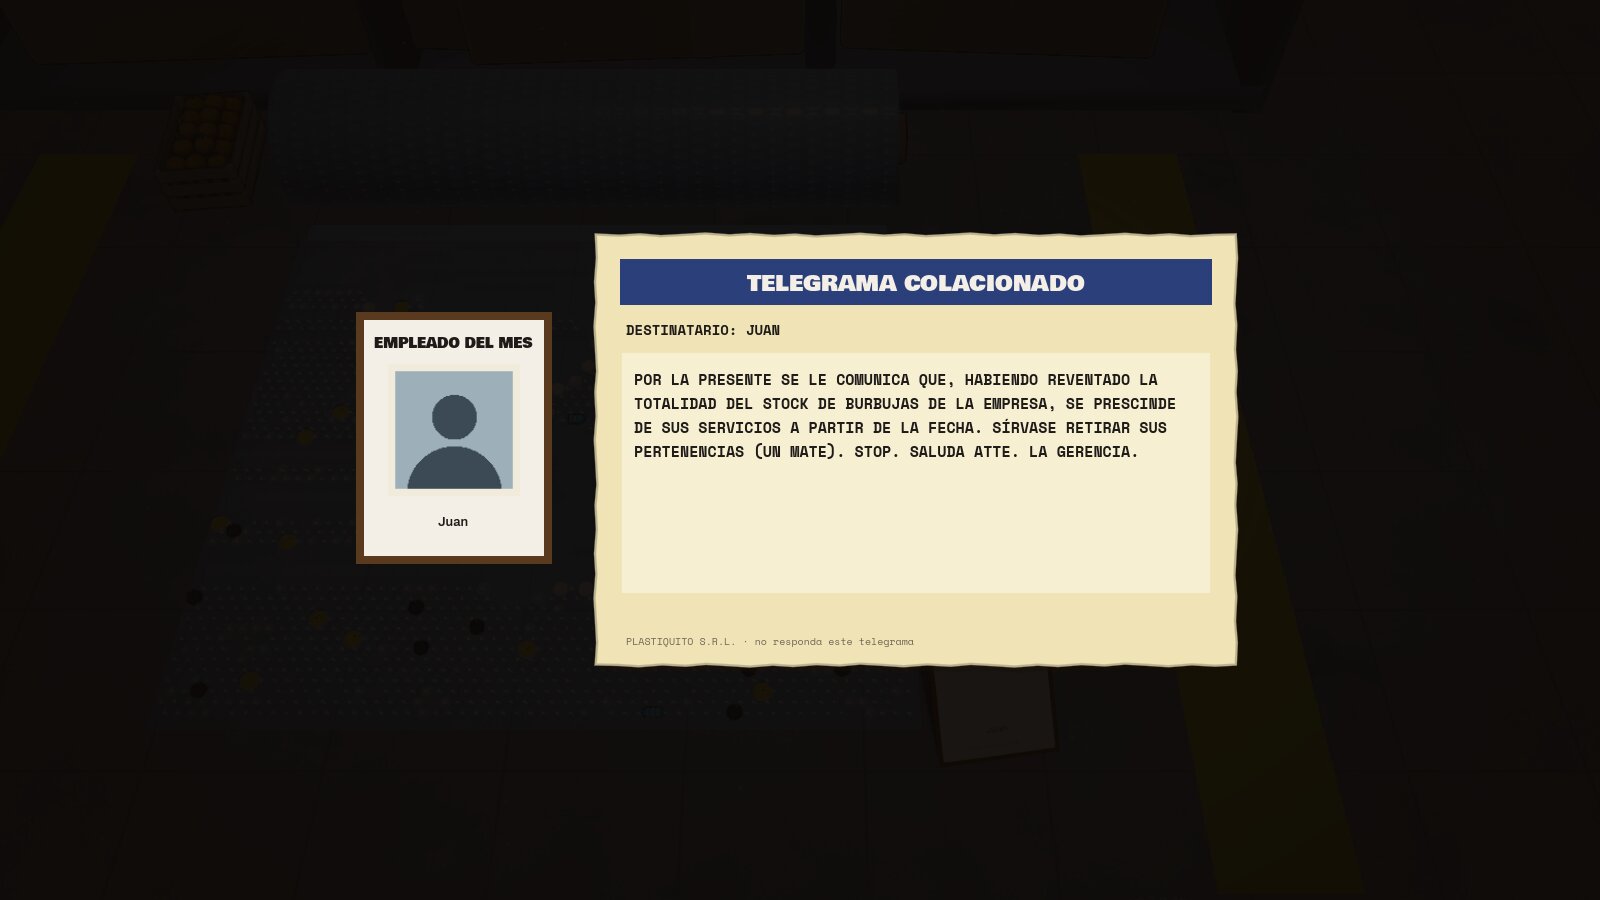 EMPLEADO DEL MES
Juan
TELEGRAMA COLACIONADO
DESTINATARIO: JUAN
POR LA PRESENTE SE LE COMUNICA QUE, HABIENDO REVENTADO LA
TOTALIDAD DEL STOCK DE BURBUJAS DE LA EMPRESA, SE PRESCINDE
DE SUS SERVICIOS A PARTIR DE LA FECHA. SÍRVASE RETIRAR SUS
PERTENENCIAS (UN MATE). STOP. SALUDA ATTE. LA GERENCIA.
PLASTIQUITO S.R.L. · no responda este telegrama